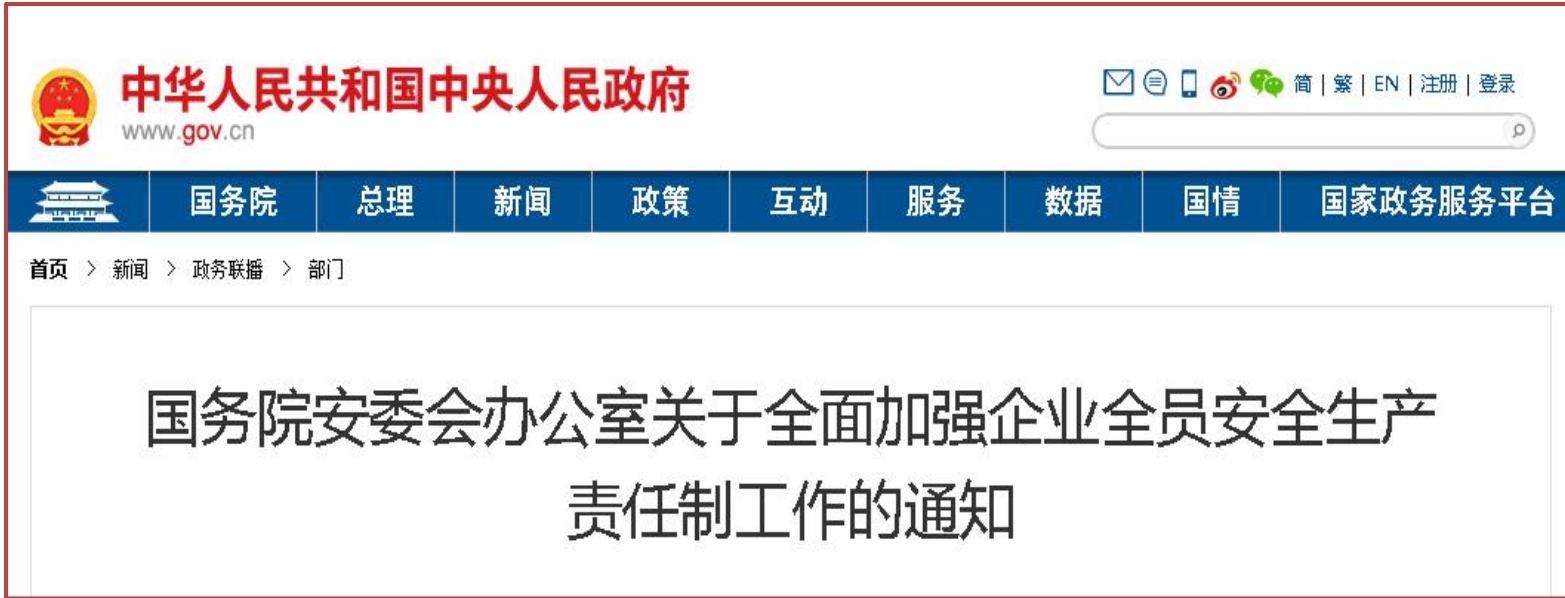 中华人民共和国中央人民政府
www.gov.cn
简 | 繁 | EN | 注册 | 登录
国务院 总理 新闻 政策 互动 服务 数据 国情 国家政务服务平台
首页 > 新闻 > 政务联播 > 部门
国务院安委会办公室关于全面加强企业全员安全生产
责任制工作的通知